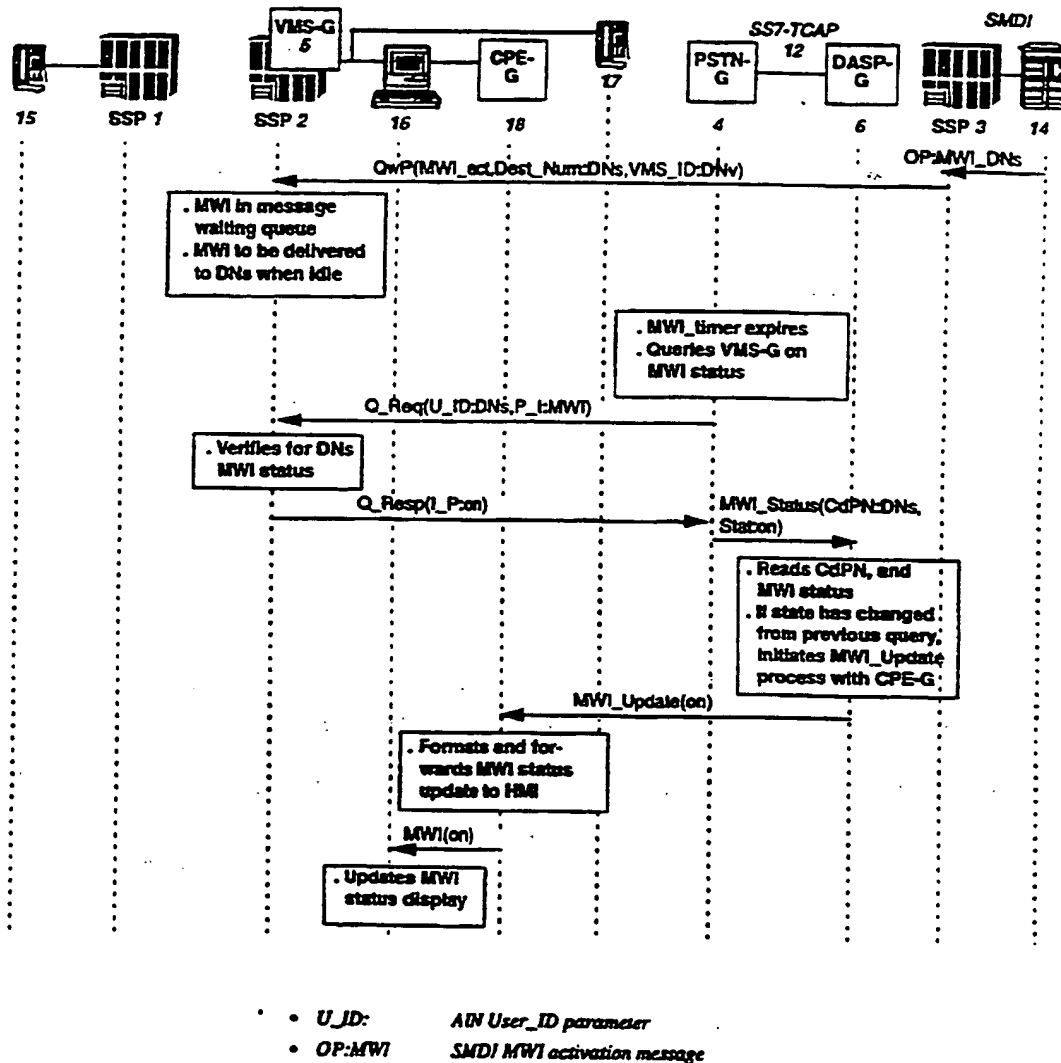 VMS-G
5
CPE-G
17
PSTN-G
SS7-TCAP
12
DASP-G
SMDI
15
SSP 1
SSP 2
16
18
4
6
SSP 3
14
OP:MWI_DNs
QwP(MWI_act,Dest_Num:DNs,VMS_ID:DNv)
. MWI in message
waiting queue
. MWI to be delivered
to DNs when idle
. MWI_timer expires
. Queries VMS-G on
MWI status
Q_Req(U_ID:DNs,P_I:MWI)
. Verifies for DNs
MWI status
Q_Resp(I_P:on)
MWI_Status(CdPN:DNs,
Stat:on)
. Reads CdPN, and
MWI status
. If state has changed
from previous query,
initiates MWI_Update
process with CPE-G
MWI_Update(on)
. Formats and for-
wards MWI status
update to HMI
MWI(on)
. Updates MWI
status display
• U_ID: AIN User_ID parameter
• OP:MWI SMDI MWI activation message